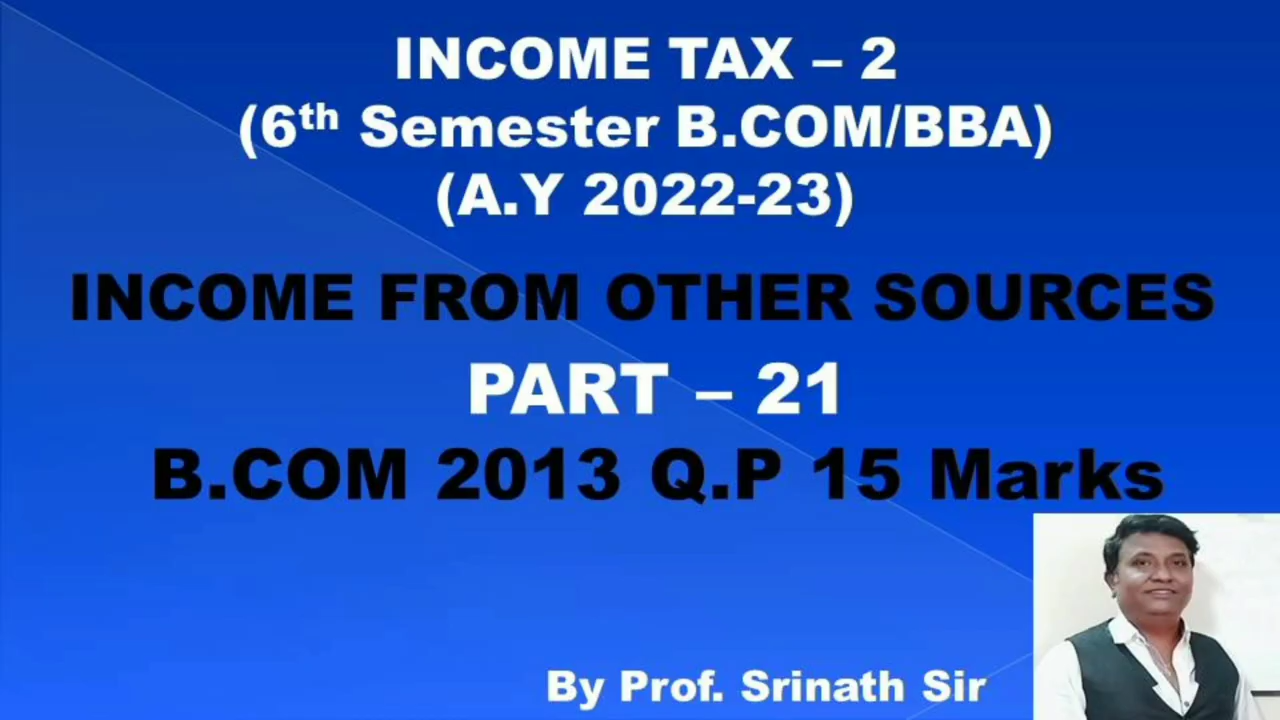 INCOME TAX – 2
(6th Semester B.COM/BBA)
(A.Y 2022-23)
INCOME FROM OTHER SOURCES
PART – 21
B.COM 2013 Q.P 15 Marks
By Prof. Srinath Sir